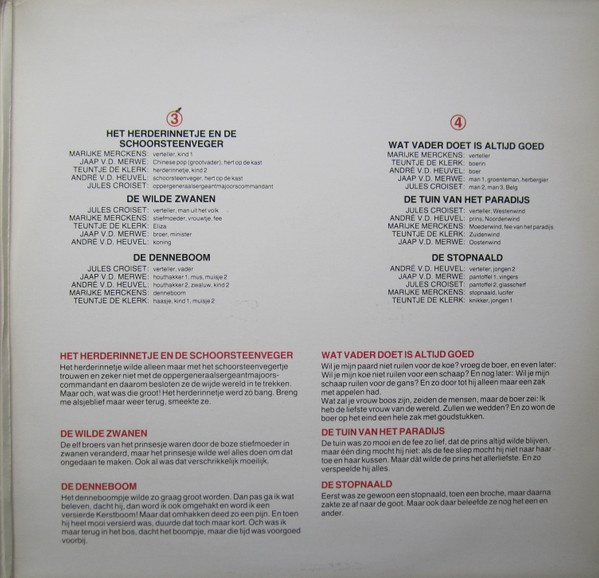 3
HET HERDERINNETJE EN DE
SCHOORSTEENVEGER
MARIJKE MERCKENS: verteller, kind 1
JAAP V.D. MERWE: Chinese pop (grootvader), hert op de kast
TEUNTJE DE KLERK: herderinnetje, kind 2
ANDRÉ V.D. HEUVEL: schoorsteenveger, hert op de kast
JULES CROISET: oppergeneraalsergeantmajoorscommandant
DE WILDE ZWANEN
JULES CROISET: verteller, man uit het volk
MARIJKE MERCKENS: stiefmoeder, vrouwtje, fee
TEUNTJE DE KLERK: Eliza
JAAP V.D. MERWE: broer, minister
ANDRÉ V.D. HEUVEL: koning
DE DENNEBOOM
JULES CROISET: verteller, vader
JAAP V.D. MERWE: houthakker 1, mus, muisje 2
ANDRÉ V.D. HEUVEL: houthakker 2, zwaluw, kind 2
MARIJKE MERCKENS: denneboom
TEUNTJE DE KLERK: haasje, kind 1, muisje 2
4
WAT VADER DOET IS ALTIJD GOED
MARIJKE MERCKENS: verteller
TEUNTJE DE KLERK: boerin
ANDRÉ V.D. HEUVEL: boer
JAAP V.D. MERWE: man 1, groenteman, herbergier
JULES CROISET: man 2, man 3, Belg
DE TUIN VAN HET PARADIJS
JULES CROISET: verteller, Westenwind
ANDRÉ V.D. HEUVEL: prins, Noordenwind
MARIJKE MERCKENS: Moederwind, fee van het paradijs
TEUNTJE DE KLERK: Zuidenwind
JAAP V.D. MERWE: Oostenwind
DE STOPNAALD
ANDRÉ V.D. HEUVEL: verteller, jongen 2
JAAP V.D. MERWE: pantoffel 1, vingers
JULES CROISET: pantoffel 2, glasscherf
MARIJKE MERCKENS: stopnaald, lucifer
TEUNTJE DE KLERK: knikker, jongen 1
HET HERDERINNETJE EN DE SCHOORSTEENVEGER
Het herderinnetje wilde alleen maar met het schoorsteenvegertje
trouwen en zeker niet met de oppergeneraalsergeantmajoors-
commandant en daarom besloten ze de wijde wereld in te trekken.
Maar och, wat was die groot! Het herderinnetje werd zó bang. Breng
me alsjeblief maar weer terug, smeekte ze.
DE WILDE ZWANEN
De elf broers van het prinsesje waren door de boze stiefmoeder in
zwanen veranderd, maar het prinsesje wilde wel alles doen om dat
ongedaan te maken. Ook al was dat verschrikkelijk moeilijk.
DE DENNEBOOM
Het denneboompje wilde zo graag groot worden. Dan pas ga ik wat
beleven, dacht hij, dan word ik ook omgehakt en word ik een
versierde Kerstboom! Maar dat omhakken deed zo een pijn. En toen
hij heel mooi versierd was, duurde dat toch maar kort. Och was ik
maar terug in het bos, dacht het boompje, maar die tijd was voorgoed
voorbij.
WAT VADER DOET IS ALTIJD GOED
Wil je mijn paard niet ruilen voor de koe? vroeg de boer, en even later:
Wil je mijn koe niet ruilen voor een schaap? En nog later: Wil je mijn
schaap ruilen voor de gans? En zo door tot hij alleen maar een zak
met appelen had.
Wat zal je vrouw boos zijn, zeiden de mensen, maar de boer zei: Ik
heb de liefste vrouw van de wereld. Zullen we wedden? En zo won de
boer op het eind een hele zak met goudstukken.
DE TUIN VAN HET PARADIJS
De tuin was zo mooi en de fee zo lief, dat de prins altijd wilde blijven,
maar één ding mocht hij niet: als de fee sliep mocht hij niet naar haar
toe en haar kussen. Maar dàt wilde de prins het allerliefste. En zo
verspeelde hij alles.
DE STOPNAALD
Eerst was ze gewoon een stopnaald, toen een broche, maar daarna
zakte ze af naar de goot. Maar ook daar beleefde ze nog het een en
ander.